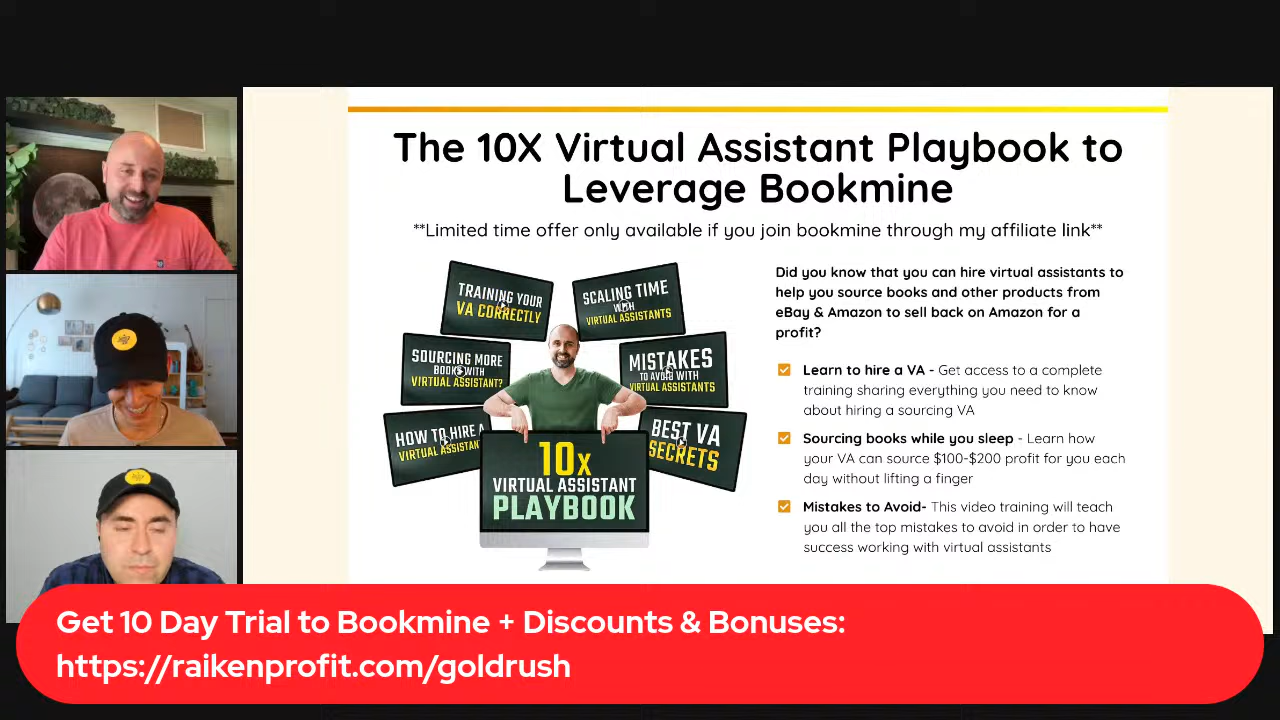 The 10X Virtual Assistant Playbook to
Leverage Bookmine
**Limited time offer only available if you join bookmine through my affiliate link**
TRAINING YOUR
VA CORRECTLY
SCALING TIME
WITH
VIRTUAL ASSISTANTS
SOURCING MORE
BOOKS WITH
VIRTUAL ASSISTANT?
MISTAKES
TO AVOID WITH
VIRTUAL ASSISTANTS
HOW TO HIRE A
VIRTUAL ASSISTANT
BEST VA
SECRETS
10x
VIRTUAL ASSISTANT
PLAYBOOK
Did you know that you can hire virtual assistants to
help you source books and other products from
eBay & Amazon to sell back on Amazon for a
profit?
Learn to hire a VA - Get access to a complete
training sharing everything you need to know
about hiring a sourcing VA
Sourcing books while you sleep - Learn how
your VA can source $100-$200 profit for you each
day without lifting a finger
Mistakes to Avoid- This video training will teach
you all the top mistakes to avoid in order to have
success working with virtual assistants
Get 10 Day Trial to Bookmine + Discounts & Bonuses:
https://raikenprofit.com/goldrush